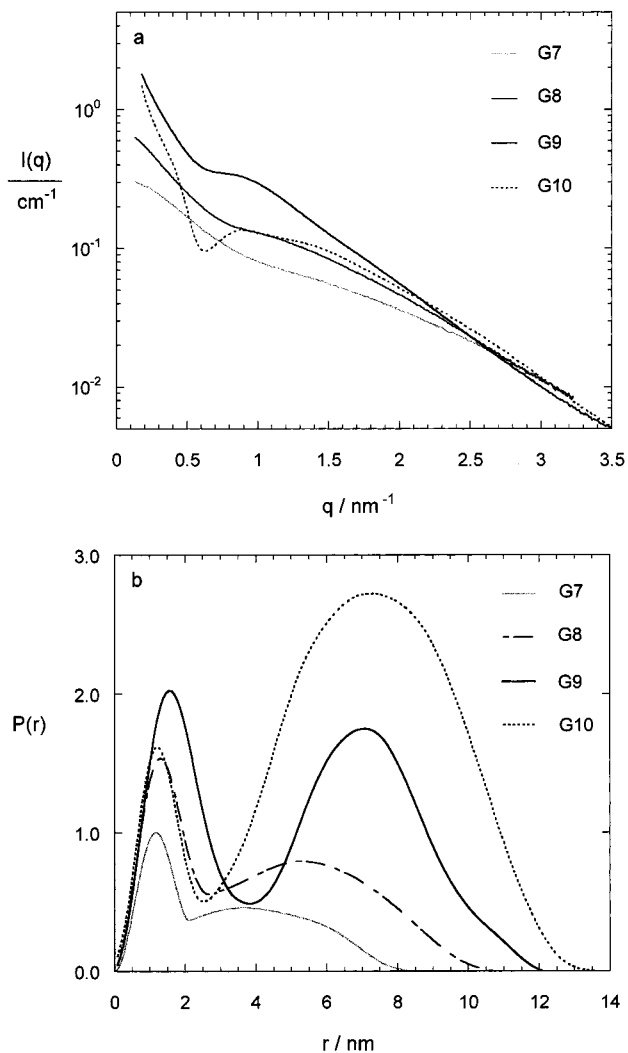 a
G7
G8
G9
G10
I(q)
cm⁻¹
10⁰
10⁻¹
10⁻²
0 0.5 1 1.5 2 2.5 3 3.5
q / nm⁻¹
3.0
b
G7
G8
G9
G10
2.0
P(r)
1.0
0.0
0 2 4 6 8 10 12 14
r / nm